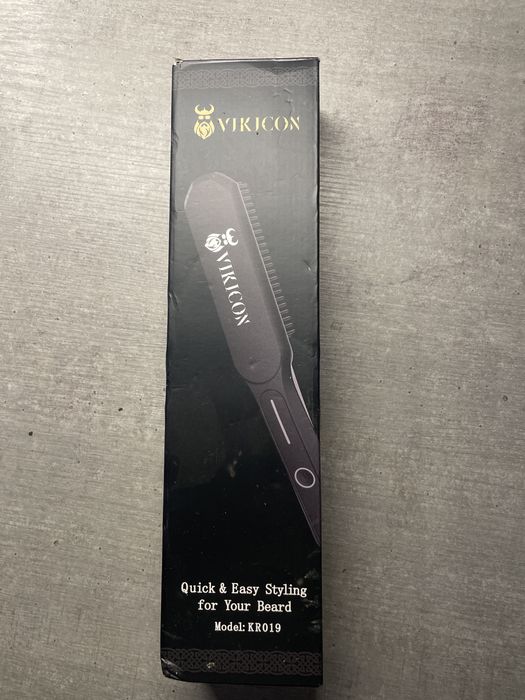 VIKICON
VIKICON
Quick & Easy Styling
for Your Beard
Model: KR019